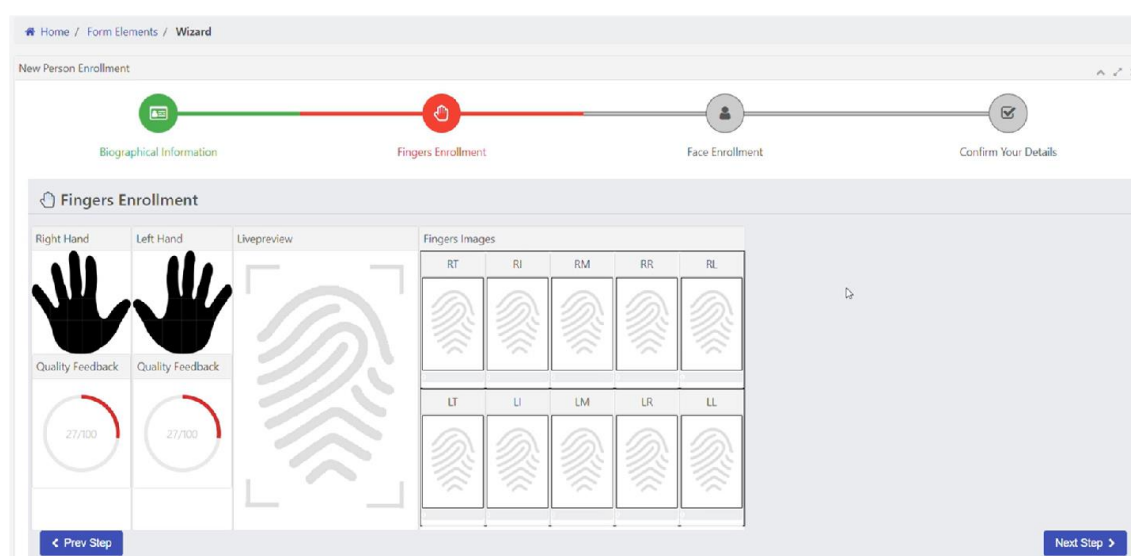 Home / Form Elements / Wizard
New Person Enrollment
Biographical Information
Fingers Enrollment
Face Enrollment
Confirm Your Details
Fingers Enrollment
Right Hand
Left Hand
Livepreview
Fingers Images
RT
RI
RM
RR
RL
Quality Feedback
Quality Feedback
27/100
27/100
LT
LI
LM
LR
LL
Prev Step
Next Step